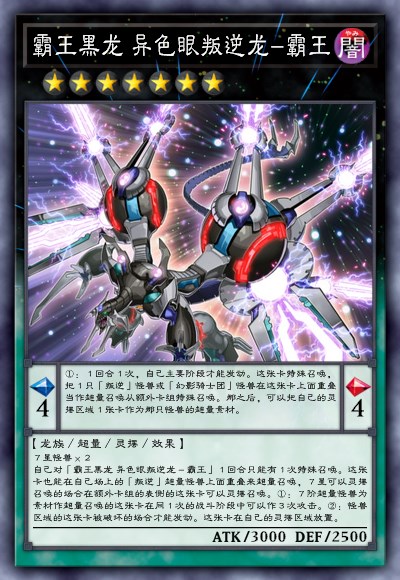 霸王黑龙 异色眼叛逆龙-霸王
闇
やみ
①：1回合1次，自己主要阶段才能发动。这张卡特殊召唤，
把1只「叛逆」怪兽或「幻影骑士团」怪兽在这张卡上面重叠
当作超量召唤从额外卡组特殊召唤。那之后，可以把自己的灵
摆区域1张卡作为那只怪兽的超量素材。
4
4
【龙族／超量／灵摆／效果】
7星怪兽×2
自己对「霸王黑龙 异色眼叛逆龙-霸王」1回合只能有1次特殊召唤。这张
卡也能在自己场上的「叛逆」超量怪兽上面重叠来超量召唤，7星可以灵摆
召唤的场合在额外卡组的表侧的这张卡可以灵摆召唤。①：7阶超量怪兽为
素材作超量召唤的这张卡在同1次的战斗阶段中可以作3次攻击。②：怪兽
区域的这张卡被破坏的场合才能发动。这张卡在自己的灵摆区域放置。
ATK/3000 DEF/2500